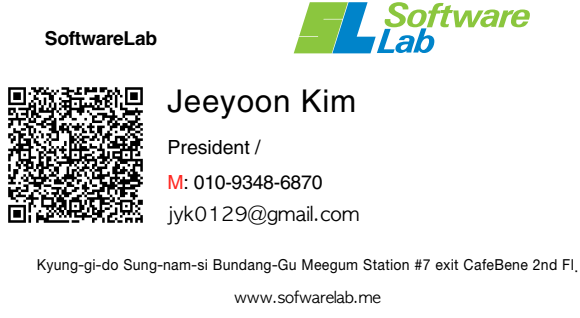 SoftwareLab
SL Software
Lab
Jeeyoon Kim
President /
M: 010-9348-6870
jyk0129@gmail.com
Kyung-gi-do Sung-nam-si Bundang-Gu Meegum Station #7 exit CafeBene 2nd Fl.
www.sofwarelab.me